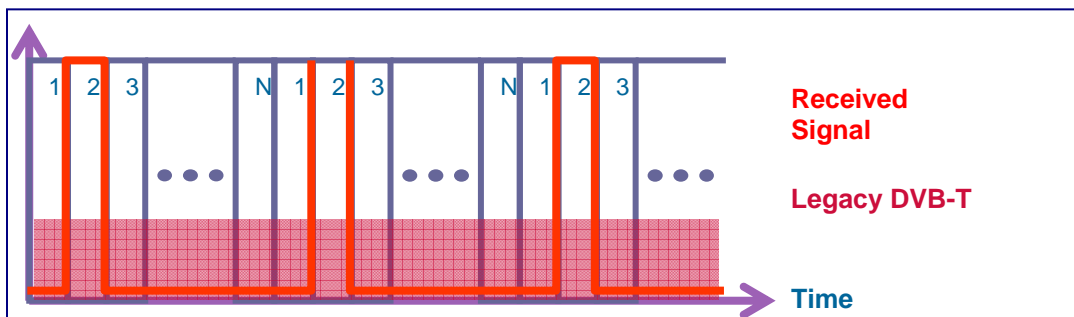 1 2 3 N 1 2 3 N 1 2 3
Received
Signal
Legacy DVB-T
Time